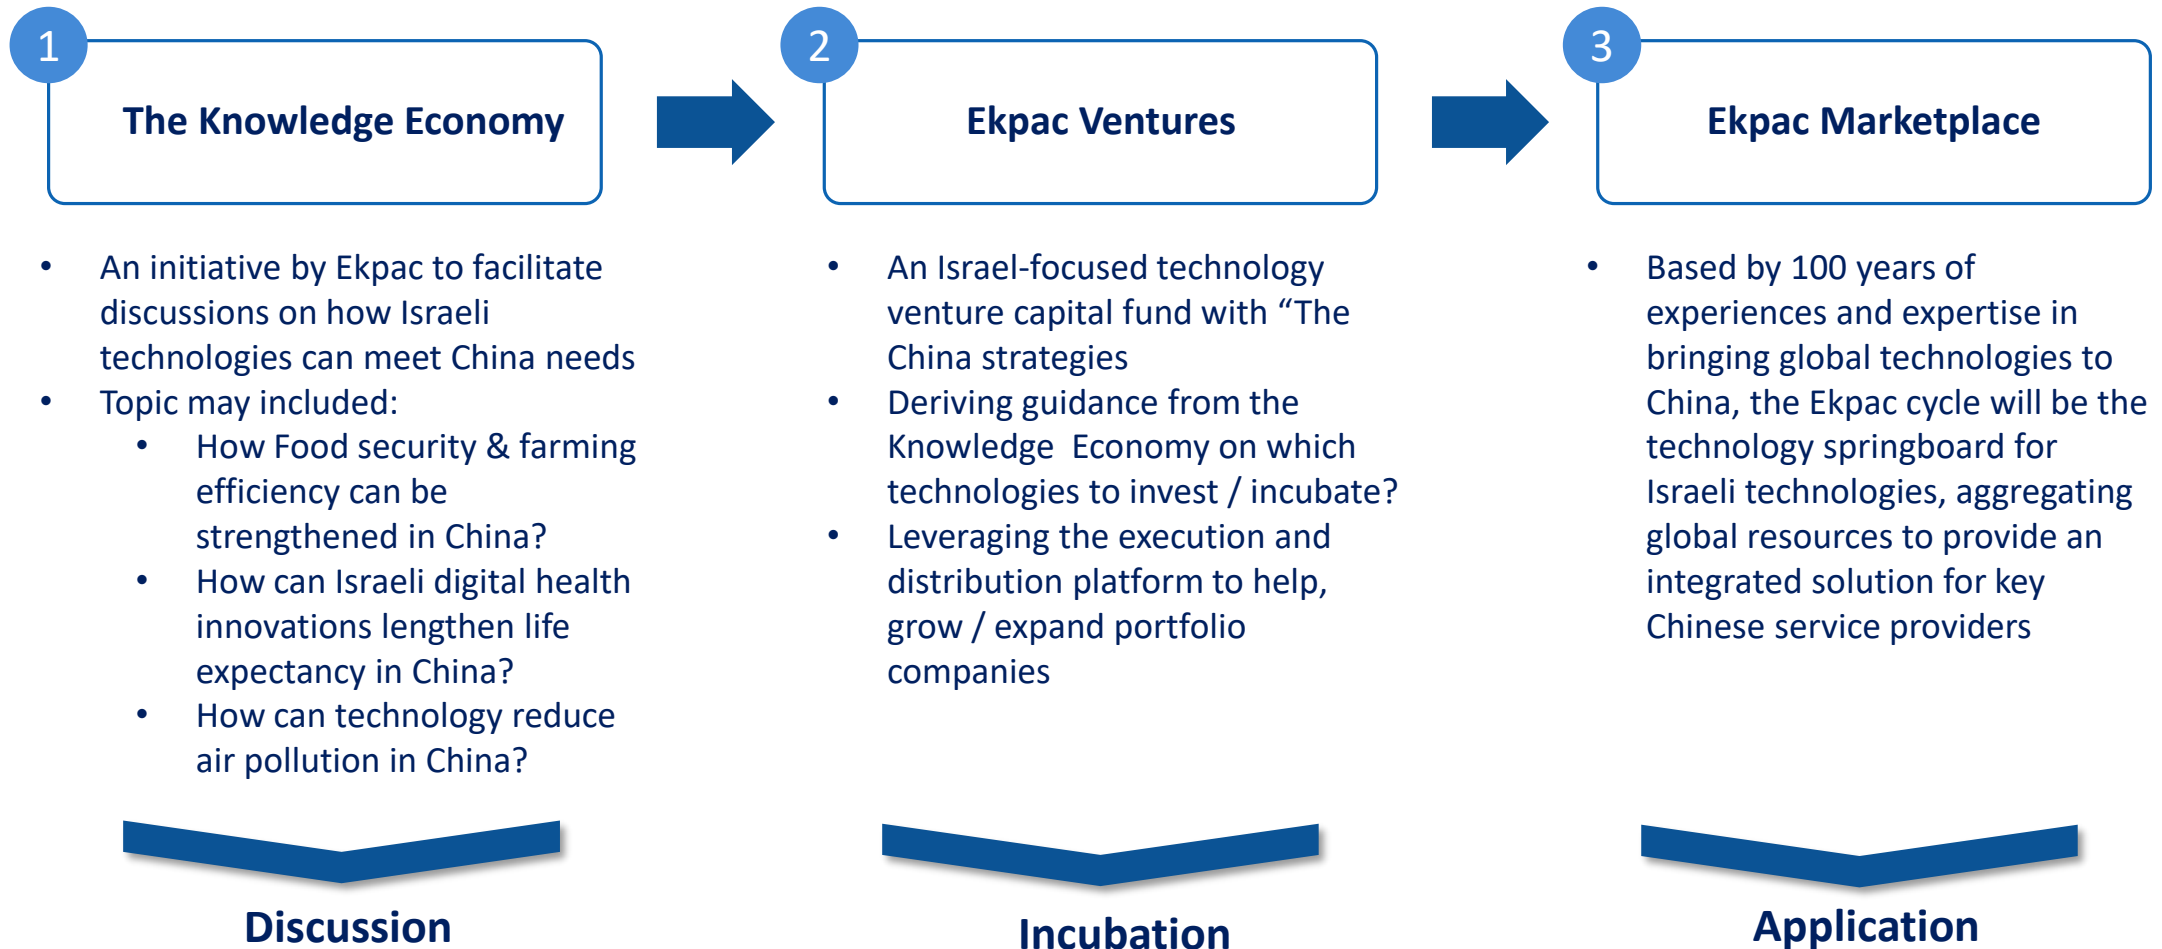 1
The Knowledge Economy
• An initiative by Ekpac to facilitate
discussions on how Israeli
technologies can meet China needs
• Topic may included:
• How Food security & farming
efficiency can be
strengthened in China?
• How can Israeli digital health
innovations lengthen life
expectancy in China?
• How can technology reduce
air pollution in China?
Discussion
2
Ekpac Ventures
• An Israel-focused technology
venture capital fund with “The
China strategies
• Deriving guidance from the
Knowledge  Economy on which
technologies to invest / incubate?
• Leveraging the execution and
distribution platform to help,
grow / expand portfolio
companies
Incubation
3
Ekpac Marketplace
• Based by 100 years of
experiences and expertise in
bringing global technologies to
China, the Ekpac cycle will be the
technology springboard for
Israeli technologies, aggregating
global resources to provide an
integrated solution for key
Chinese service providers
Application